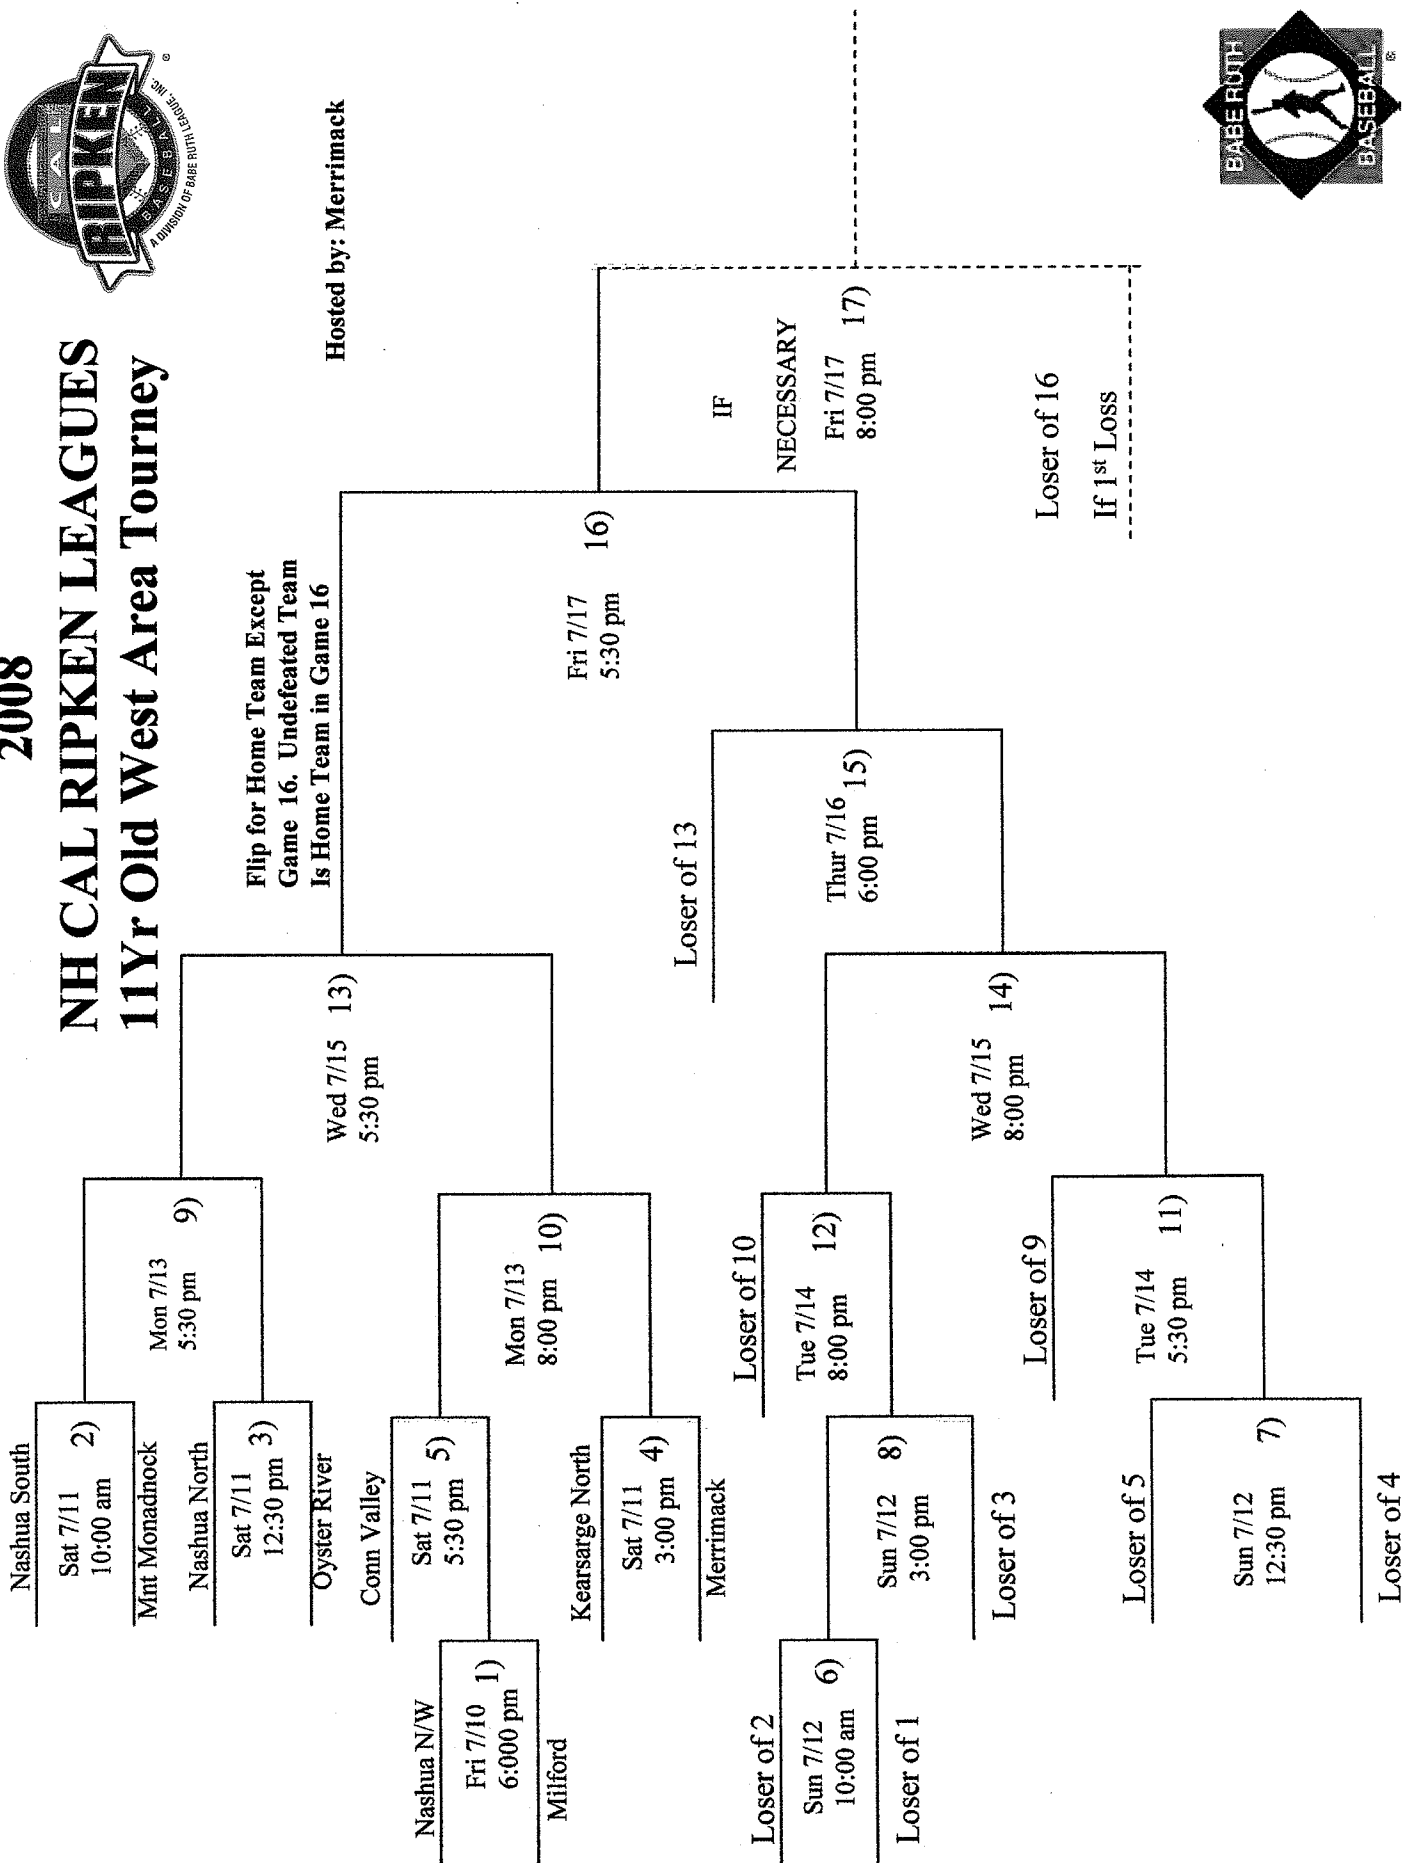 2008
NH CAL RIPKEN LEAGUES
11Yr Old West Area Tourney
CAL
RIPKEN
BASEBALL
A DIVISION OF BABE RUTH LEAGUE, INC.
®
Hosted by: Merrimack
Flip for Home Team Except
Game 16. Undefeated Team
Is Home Team in Game 16
Nashua South
Sat 7/11
10:00 am
2)
Mnt Monadnock
Nashua North
Sat 7/11
12:30 pm
3)
Oyster River
Mon 7/13
5:30 pm
9)
Conn Valley
Sat 7/11
5:30 pm
5)
Nashua N/W
Fri 7/10
6:000 pm
1)
Milford
Kearsarge North
Sat 7/11
3:00 pm
4)
Merrimack
Mon 7/13
8:00 pm
10)
Wed 7/15
5:30 pm
13)
Fri 7/17
5:30 pm
16)
IF
NECESSARY
Fri 7/17
8:00 pm
17)
Loser of 16
If 1st Loss
Loser of 13
Thur 7/16
6:00 pm
15)
Loser of 10
Tue 7/14
8:00 pm
12)
Loser of 2
Sun 7/12
10:00 am
6)
Loser of 1
Sun 7/12
3:00 pm
8)
Loser of 3
Wed 7/15
8:00 pm
14)
Loser of 9
Tue 7/14
5:30 pm
11)
Loser of 5
Sun 7/12
12:30 pm
7)
Loser of 4
BABE RUTH
BASEBALL
®